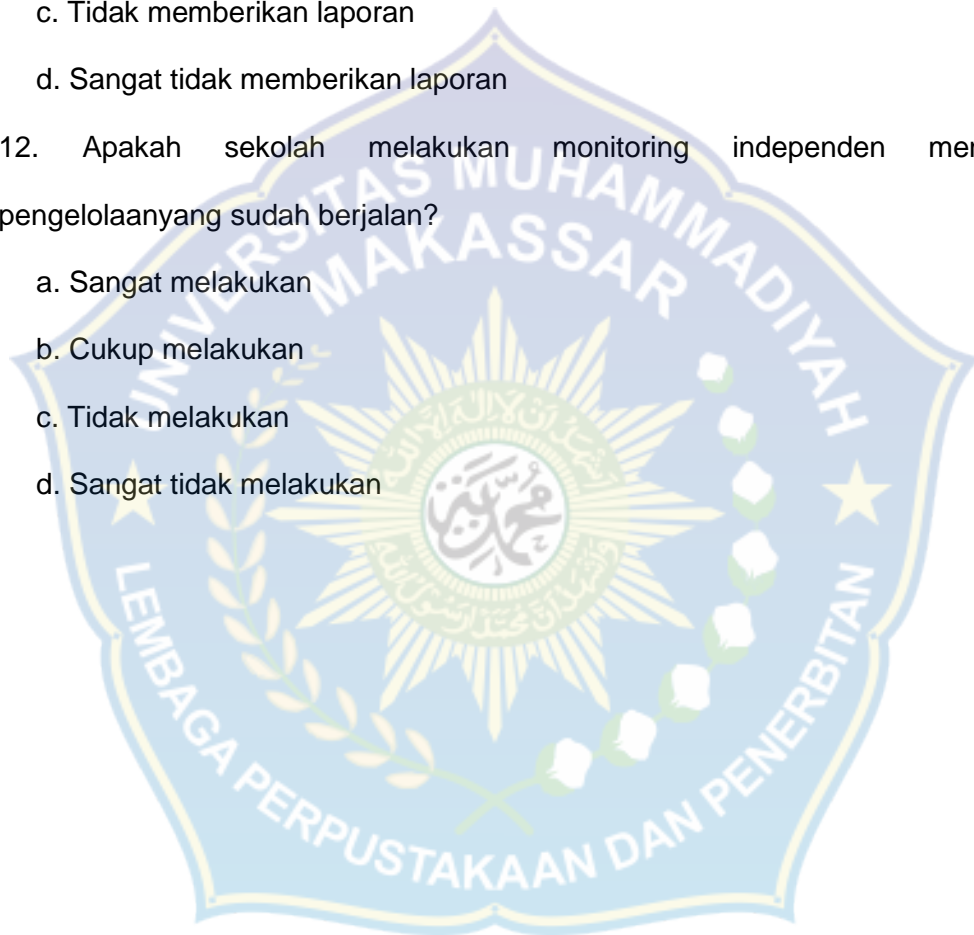 c. Tidak memberikan laporan
d. Sangat tidak memberikan laporan
12. Apakah sekolah melakukan monitoring independen
pengelolaanyang sudah berjalan?
a. Sangat melakukan
b. Cukup melakukan
c. Tidak melakukan
d. Sangat tidak melakukan
UNIVERSITAS MUHAMMADIYAH
MAKASSAR
LEMBAGA PERPUSTAKAAN DAN PENERBITAN